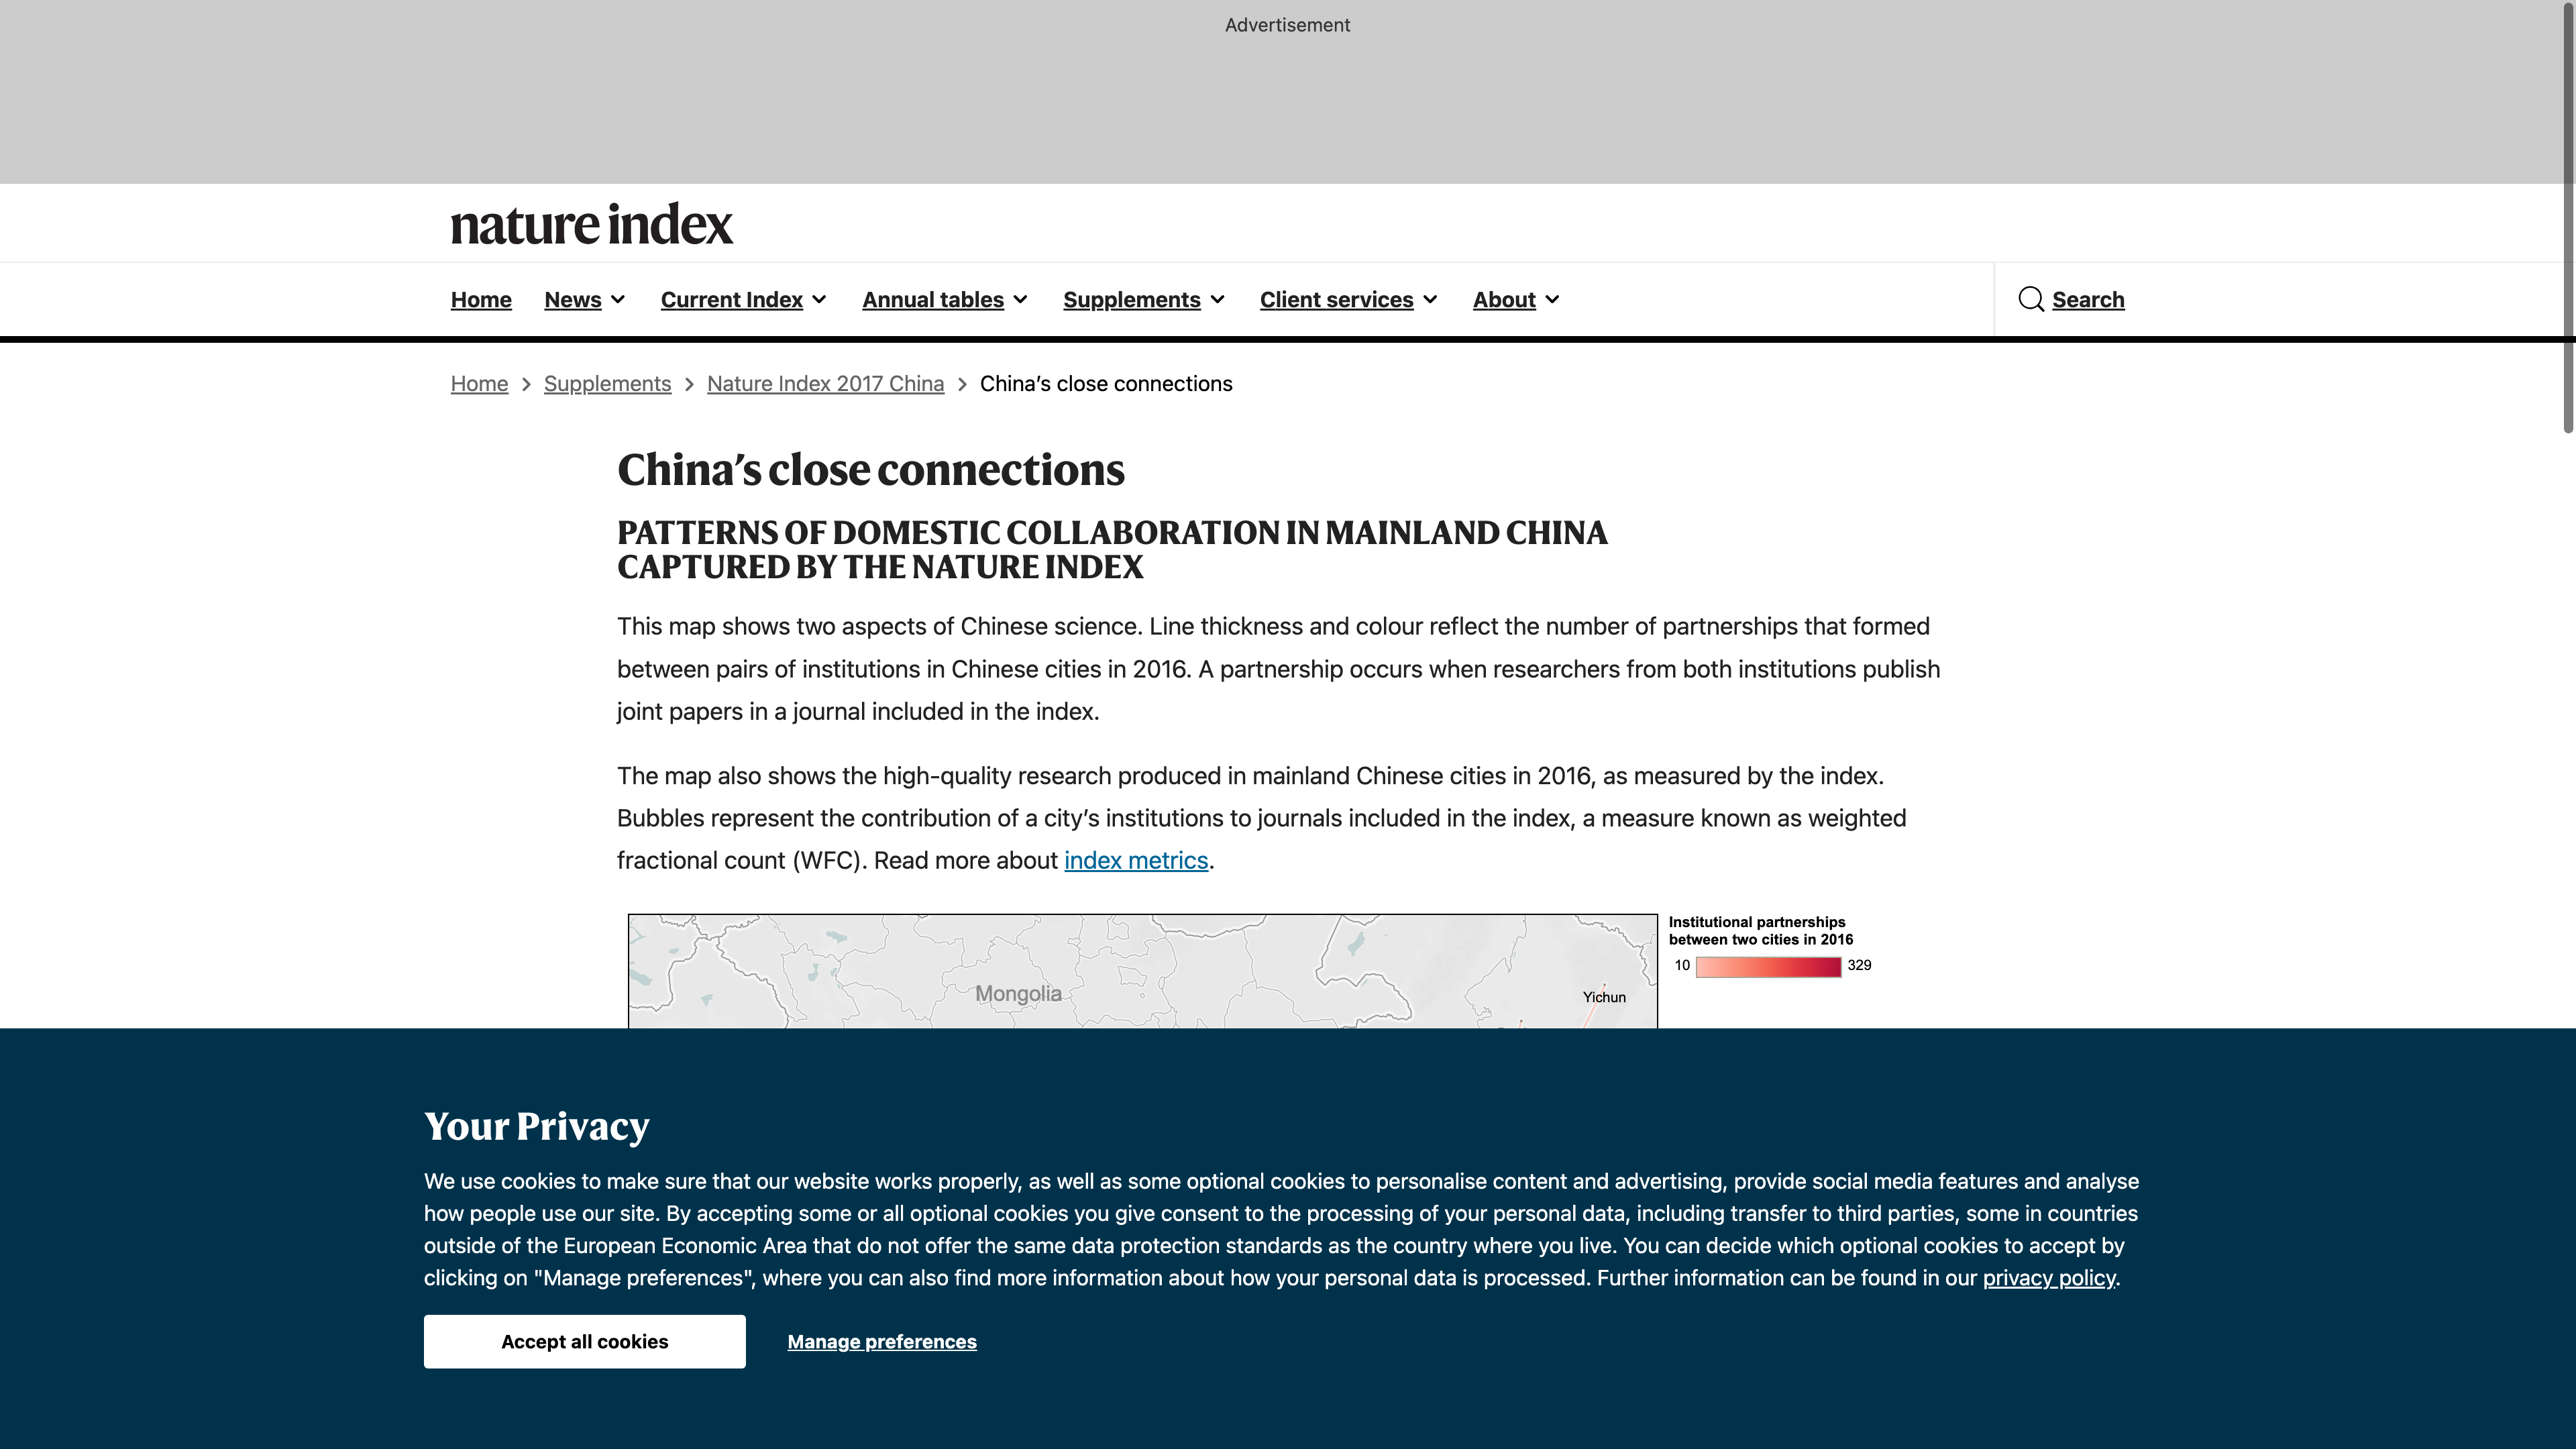 Advertisement
nature index
Home News Current Index Annual tables Supplements Client services About Search
Home Supplements Nature Index 2017 China China’s close connections
China’s close connections
PATTERNS OF DOMESTIC COLLABORATION IN MAINLAND CHINA
CAPTURED BY THE NATURE INDEX
This map shows two aspects of Chinese science. Line thickness and colour reflect the number of partnerships that formed
between pairs of institutions in Chinese cities in 2016. A partnership occurs when researchers from both institutions publish
joint papers in a journal included in the index.
The map also shows the high-quality research produced in mainland Chinese cities in 2016, as measured by the index.
Bubbles represent the contribution of a city’s institutions to journals included in the index, a measure known as weighted
fractional count (WFC). Read more about index metrics.
Institutional partnerships
between two cities in 2016
10 329
Mongolia
Yichun
Your Privacy
We use cookies to make sure that our website works properly, as well as some optional cookies to personalise content and advertising, provide social media features and analyse
how people use our site. By accepting some or all optional cookies you give consent to the processing of your personal data, including transfer to third parties, some in countries
outside of the European Economic Area that do not offer the same data protection standards as the country where you live. You can decide which optional cookies to accept by
clicking on "Manage preferences", where you can also find more information about how your personal data is processed. Further information can be found in our privacy policy.
Accept all cookies Manage preferences